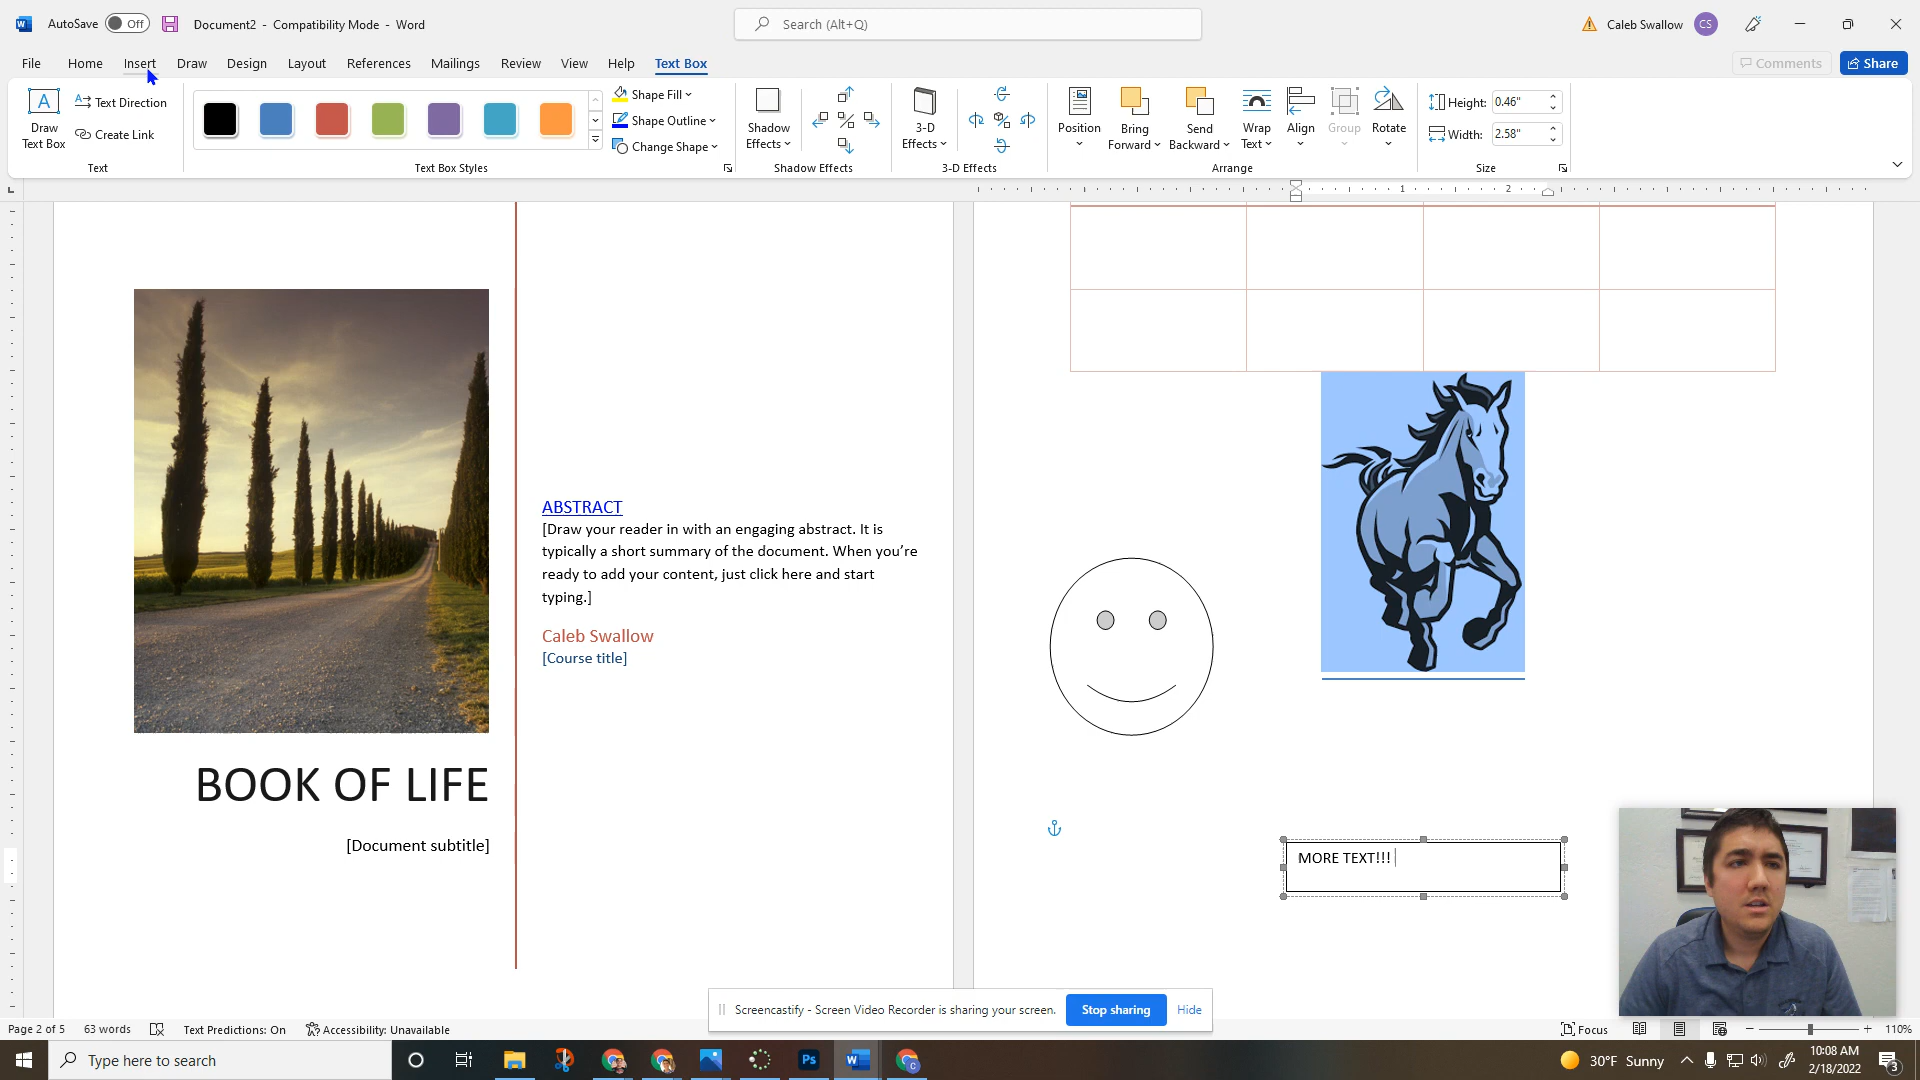 AutoSave Off Document2 - Compatibility Mode - Word Search (Alt+Q) Caleb Swallow CS
File Home Insert Draw Design Layout References Mailings Review View Help Text Box Comments Share
Draw Text Box
Text Direction
Create Link
Text
Text Box Styles
Shape Fill
Shape Outline
Change Shape
Shadow Effects
Shadow Effects
3-D Effects
3-D Effects
Position
Bring Forward
Send Backward
Wrap Text
Align
Group
Rotate
Arrange
Height: 0.46"
Width: 2.58"
Size
1 2
ABSTRACT
[Draw your reader in with an engaging abstract. It is
typically a short summary of the document. When you’re
ready to add your content, just click here and start
typing.]
Caleb Swallow
[Course title]
BOOK OF LIFE
[Document subtitle]
MORE TEXT!!!
Screencastify - Screen Video Recorder is sharing your screen. Stop sharing Hide
Page 2 of 5 63 words Text Predictions: On Accessibility: Unavailable Focus 110%
Type here to search Ps 30°F Sunny 10:08 AM
2/18/2022 3